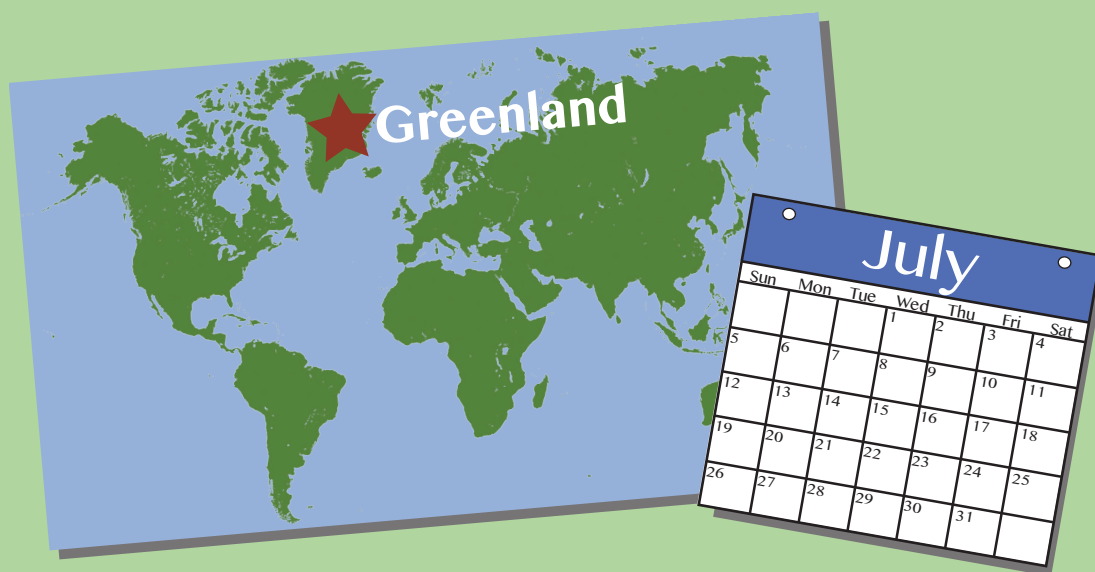 Greenland
July
Sun Mon Tue Wed Thu Fri Sat
1 2 3 4
5 6 7 8 9 10 11
12 13 14 15 16 17 18
19 20 21 22 23 24 25
26 27 28 29 30 31